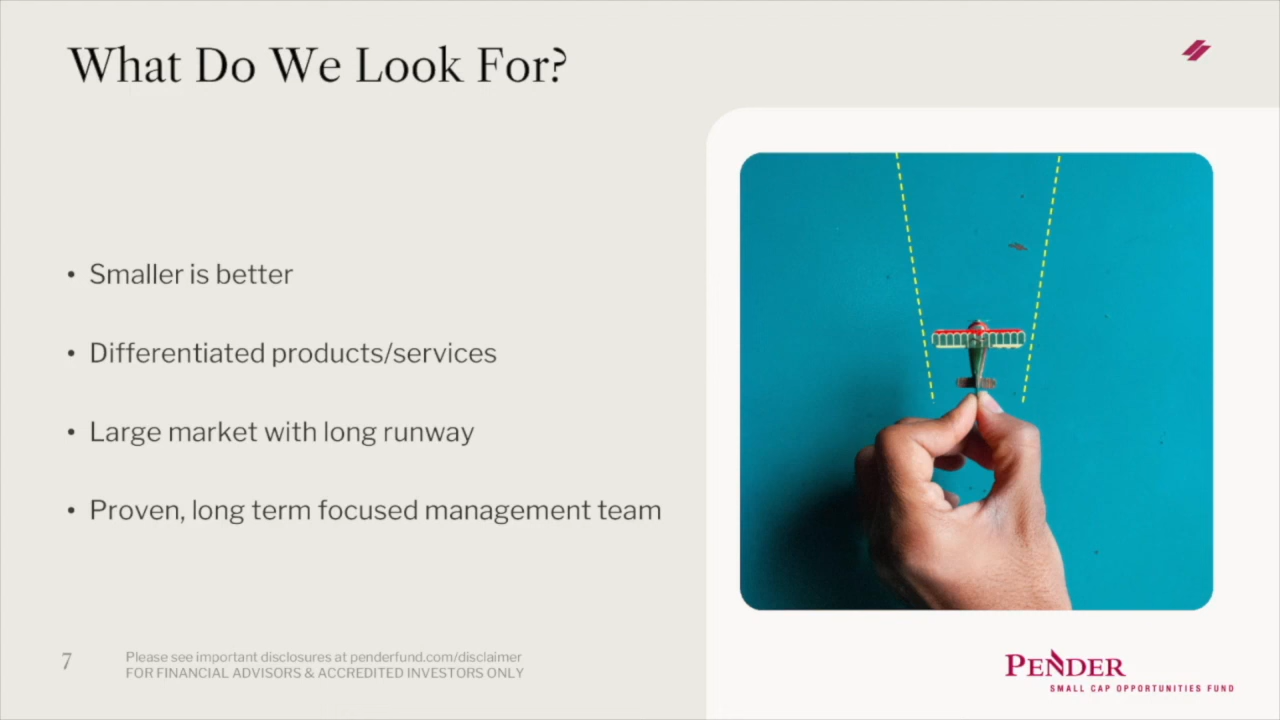 What Do We Look For?
• Smaller is better
• Differentiated products/services
• Large market with long runway
• Proven, long term focused management team
7
Please see important disclosures at penderfund.com/disclaimer
FOR FINANCIAL ADVISORS & ACCREDITED INVESTORS ONLY
PENDER
SMALL CAP OPPORTUNITIES FUND